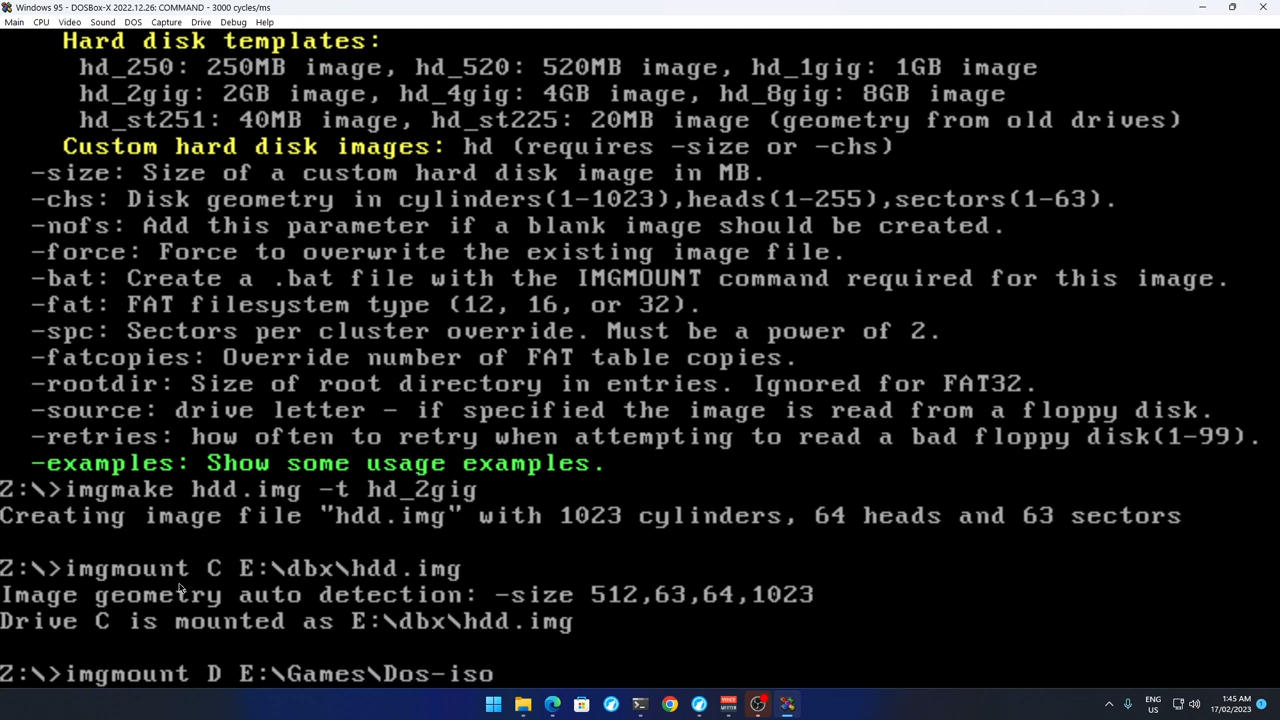 Windows 95 - DOSBox-X 2022.12.26: COMMAND - 3000 cycles/ms
Main CPU Video Sound DOS Capture Drive Debug Help
Hard disk templates:
hd_250: 250MB image, hd_520: 520MB image, hd_1gig: 1GB image
hd_2gig: 2GB image, hd_4gig: 4GB image, hd_8gig: 8GB image
hd_st251: 40MB image, hd_st225: 20MB image (geometry from old drives)
Custom hard disk images: hd (requires -size or -chs)
-size: Size of a custom hard disk image in MB.
-chs: Disk geometry in cylinders(1-1023),heads(1-255),sectors(1-63).
-nofs: Add this parameter if a blank image should be created.
-force: Force to overwrite the existing image file.
-bat: Create a .bat file with the IMGMOUNT command required for this image.
-fat: FAT filesystem type (12, 16, or 32).
-spc: Sectors per cluster override. Must be a power of 2.
-fatcopies: Override number of FAT table copies.
-rootdir: Size of root directory in entries. Ignored for FAT32.
-source: drive letter - if specified the image is read from a floppy disk.
-retries: how often to retry when attempting to read a bad floppy disk(1-99).
-examples: Show some usage examples.
Z:\>imgmake hdd.img -t hd_2gig
Creating image file "hdd.img" with 1023 cylinders, 64 heads and 63 sectors
Z:\>imgmount C E:\dbx\hdd.img
Image geometry auto detection: -size 512,63,64,1023
Drive C is mounted as E:\dbx\hdd.img
Z:\>imgmount D E:\Games\Dos-iso
ENG
US
1:45 AM
17/02/2023